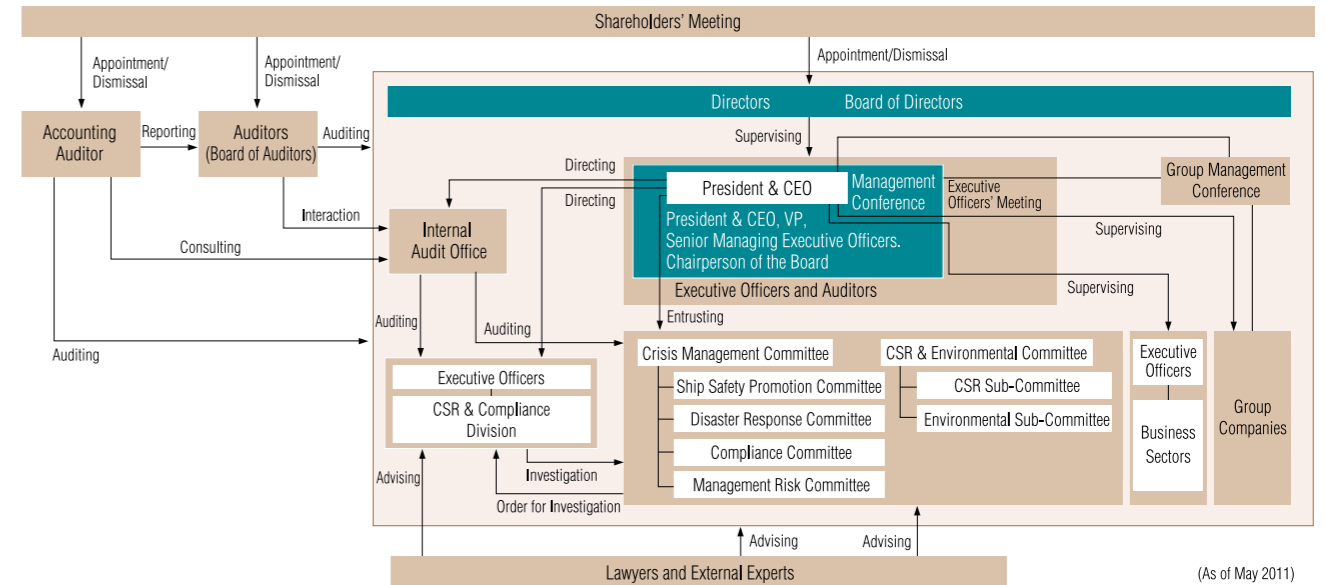 Shareholders' Meeting
Appointment/
Dismissal
Appointment/
Dismissal
Appointment/Dismissal
Directors
Board of Directors
Accounting
Auditor
Reporting
Auditors
(Board of Auditors)
Auditing
Supervising
Directing
Directing
President & CEO
Management
Conference
Executive
Officers' Meeting
Group Management
Conference
President & CEO, VP,
Senior Managing Executive Officers.
Chairperson of the Board
Executive Officers and Auditors
Interaction
Consulting
Internal
Audit Office
Supervising
Supervising
Entrusting
Auditing
Auditing
Auditing
Executive Officers
CSR & Compliance
Division
Crisis Management Committee
Ship Safety Promotion Committee
Disaster Response Committee
Compliance Committee
Management Risk Committee
CSR & Environmental Committee
CSR Sub-Committee
Environmental Sub-Committee
Executive
Officers
Business
Sectors
Group
Companies
Advising
Investigation
Order for Investigation
Advising
Advising
Lawyers and External Experts
(As of May 2011)